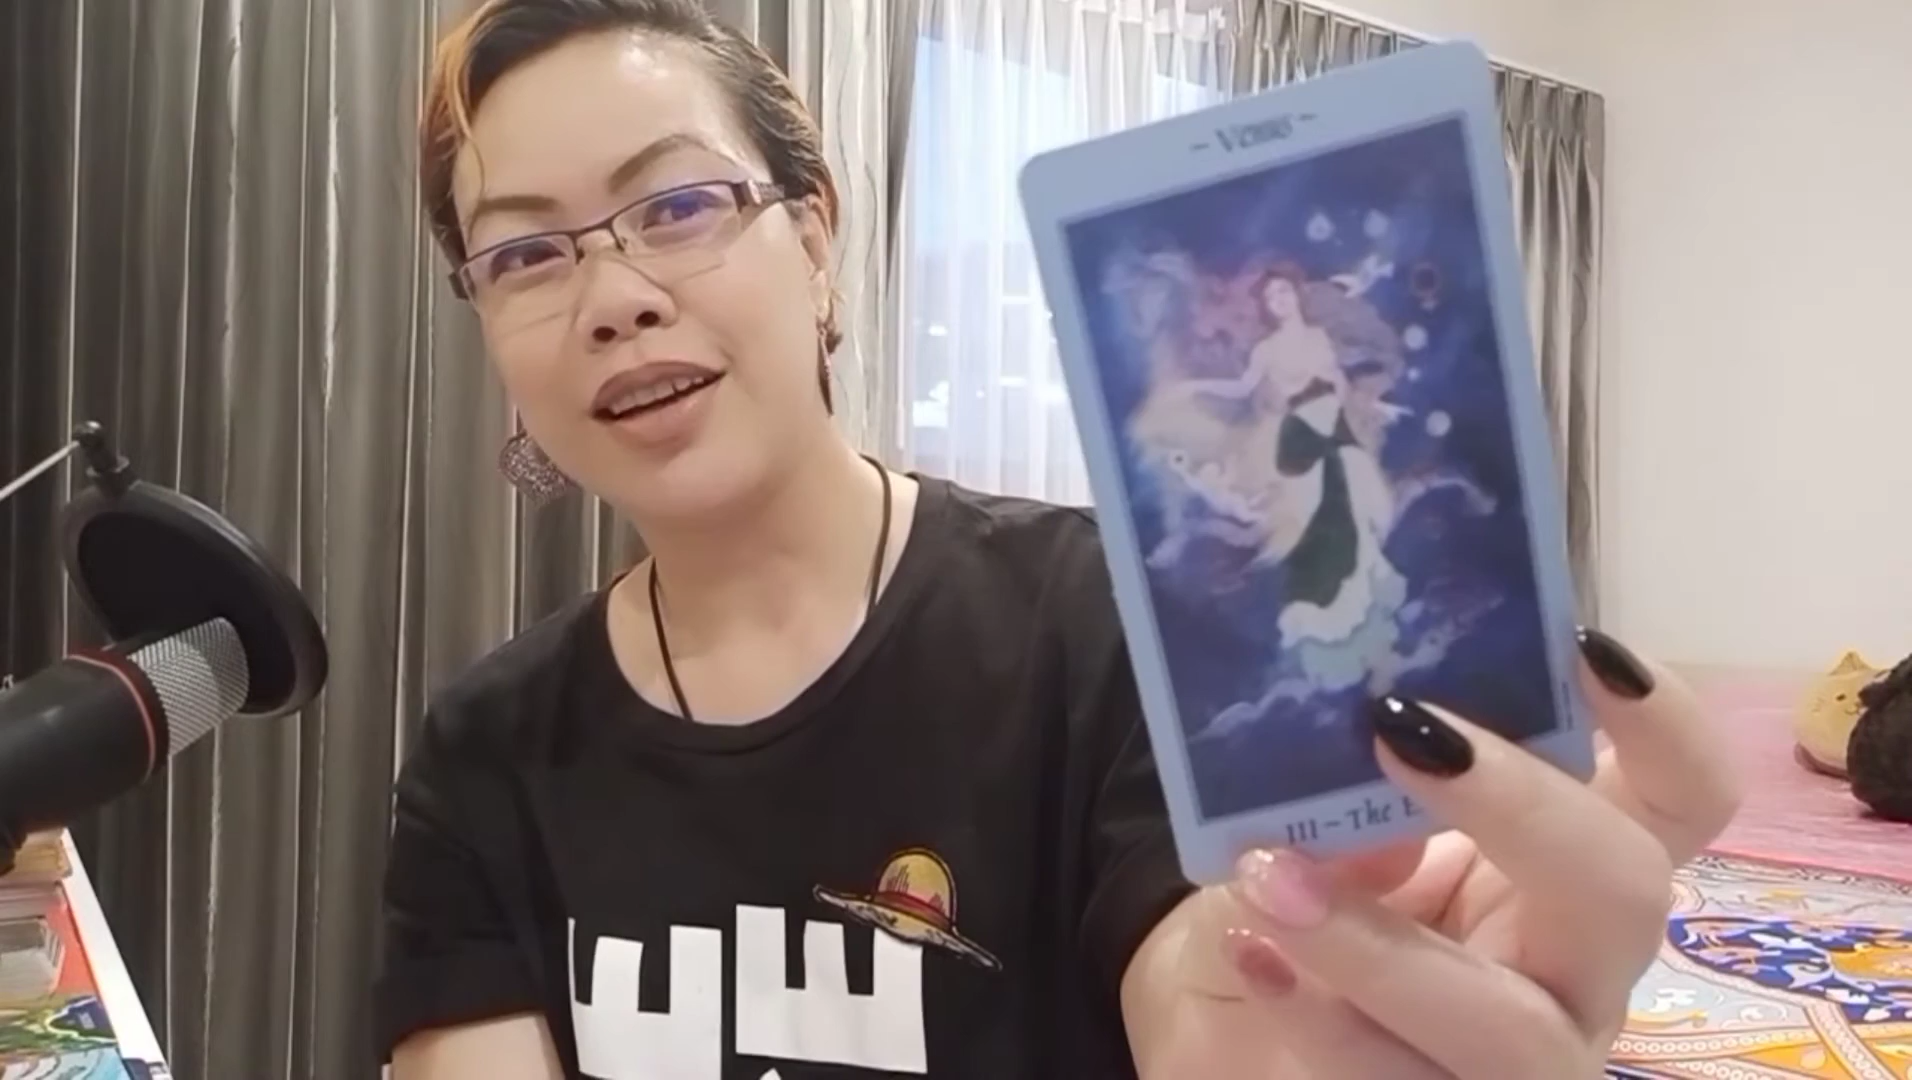 ~ Venus ~
III ~ The E